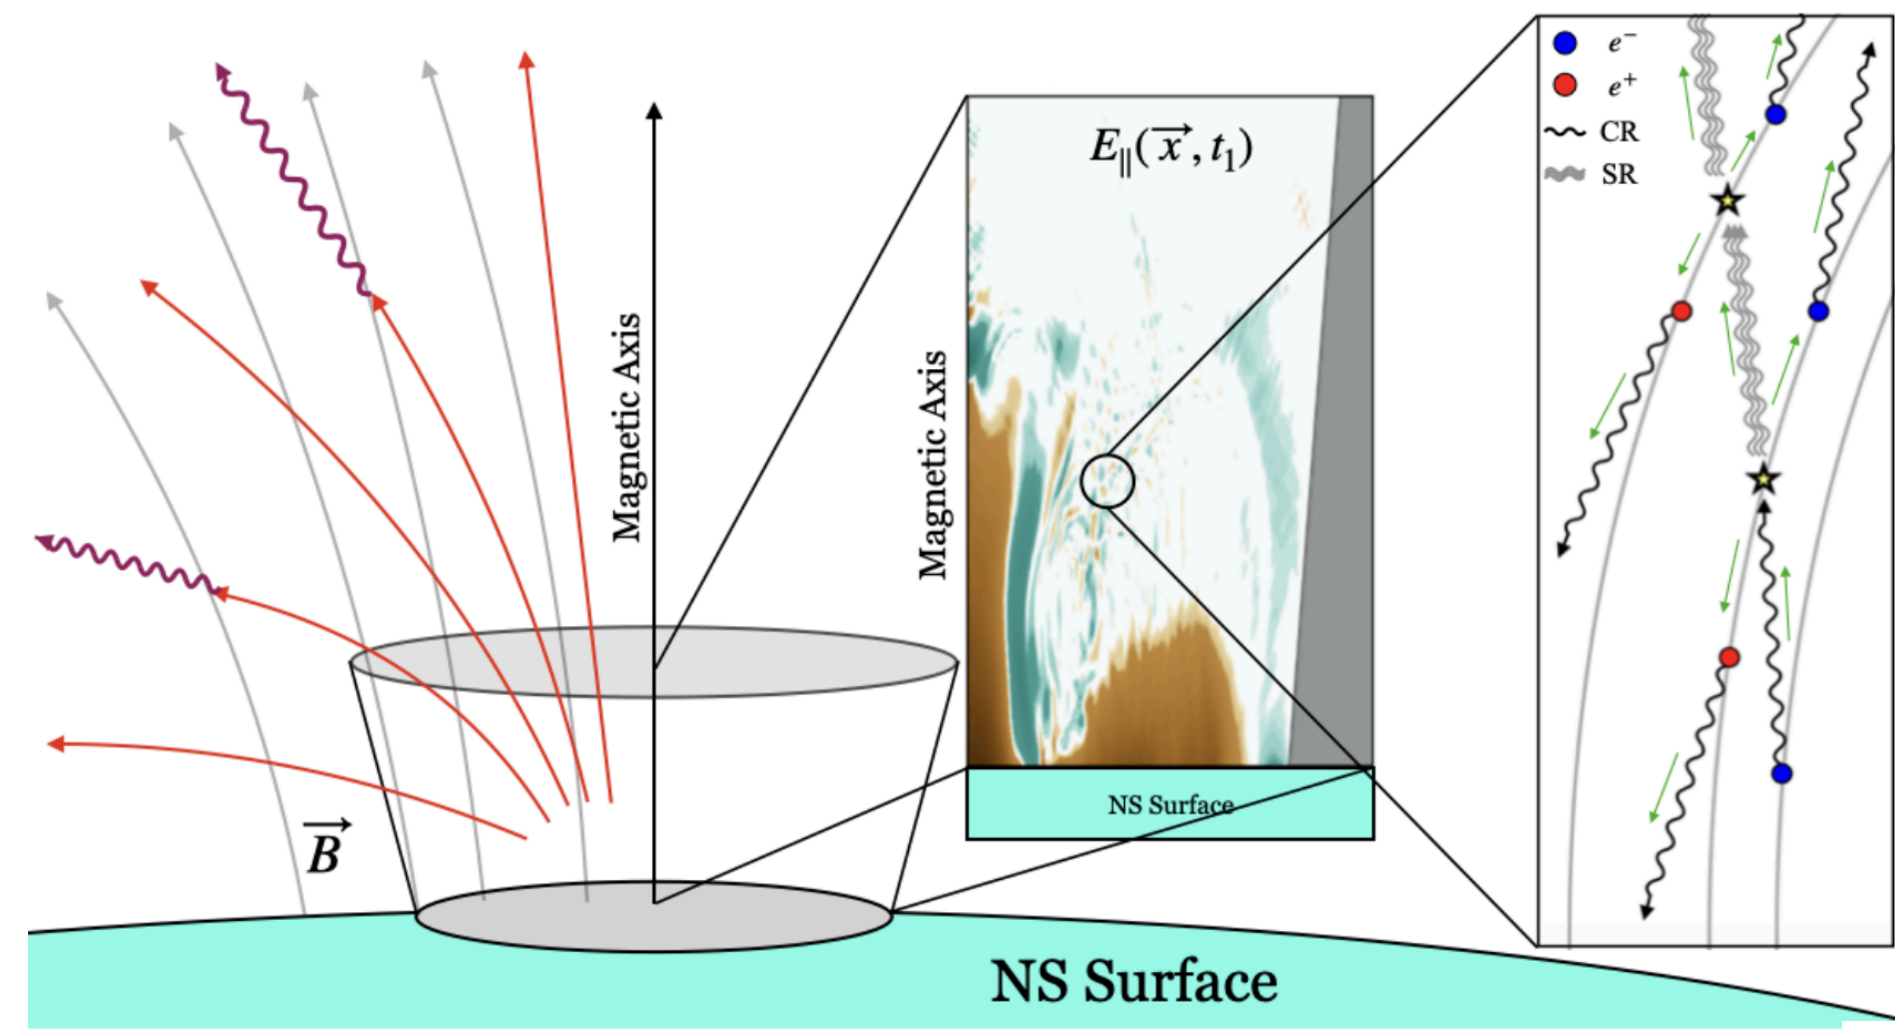 Magnetic Axis
B⃗
NS Surface
Magnetic Axis
E∥(x⃗, t₁)
NS Surface
e⁻
e⁺
CR
SR